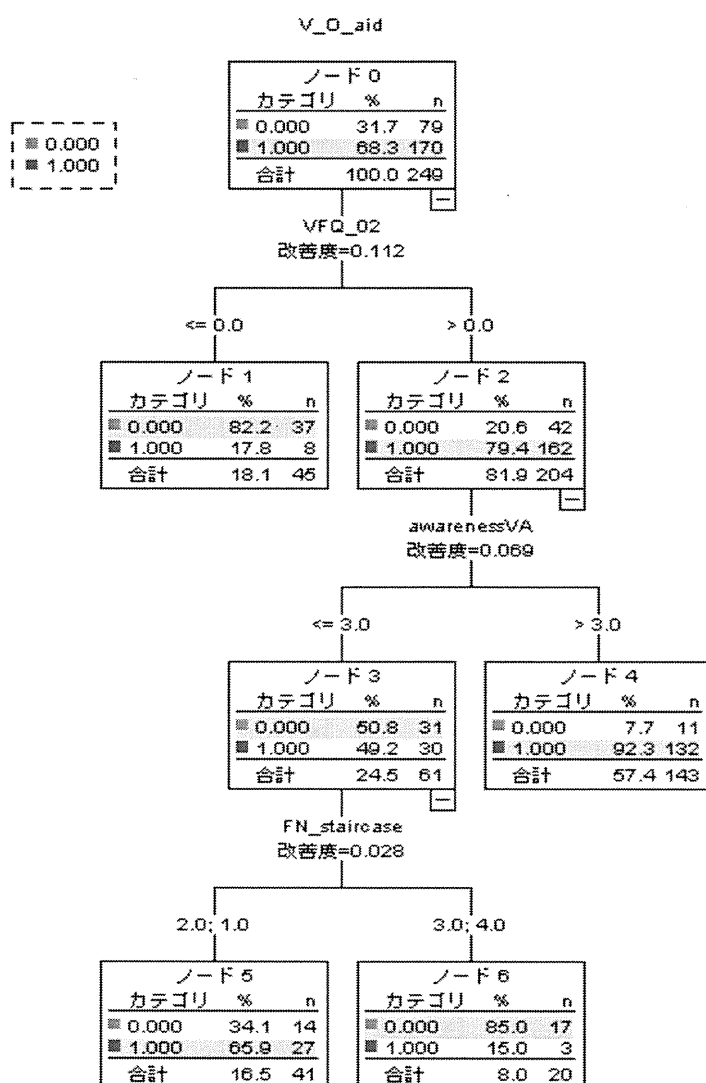 V_O_aid
ノード 0
カテゴリ % n
0.000 31.7 79
1.000 68.3 170
合計 100.0 249
0.000
1.000
VFQ_02
改善度=0.112
<= 0.0
> 0.0
ノード 1
カテゴリ % n
0.000 82.2 37
1.000 17.8 8
合計 18.1 45
ノード 2
カテゴリ % n
0.000 20.6 42
1.000 79.4 162
合計 81.9 204
awarenessVA
改善度=0.069
<= 3.0
> 3.0
ノード 3
カテゴリ % n
0.000 50.8 31
1.000 49.2 30
合計 24.5 61
ノード 4
カテゴリ % n
0.000 7.7 11
1.000 92.3 132
合計 57.4 143
FN_staircase
改善度=0.028
2.0; 1.0
3.0; 4.0
ノード 5
カテゴリ % n
0.000 34.1 14
1.000 65.9 27
合計 16.5 41
ノード 6
カテゴリ % n
0.000 85.0 17
1.000 15.0 3
合計 8.0 20